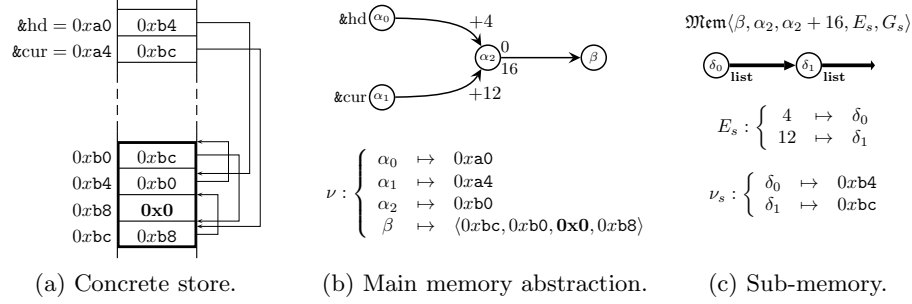 &hd = 0xa0 0xb4
&cur = 0xa4 0xbc
0xb0 0xbc
0xb4 0xb0
0xb8 0x0
0xbc 0xb8
(a) Concrete store.
&hd α₀ +4
α₂ 0 16 β
&cur α₁ +12
ν : { α₀ ↦ 0xa0
α₁ ↦ 0xa4
α₂ ↦ 0xb0
β ↦ ⟨0xbc, 0xb0, 0x0, 0xb8⟩
(b) Main memory abstraction.
𝔐𝔢𝔪⟨β, α₂, α₂ + 16, Eₛ, Gₛ⟩
δ₀ list δ₁ list
Eₛ : { 4 ↦ δ₀
12 ↦ δ₁
νₛ : { δ₀ ↦ 0xb4
δ₁ ↦ 0xbc
(c) Sub-memory.